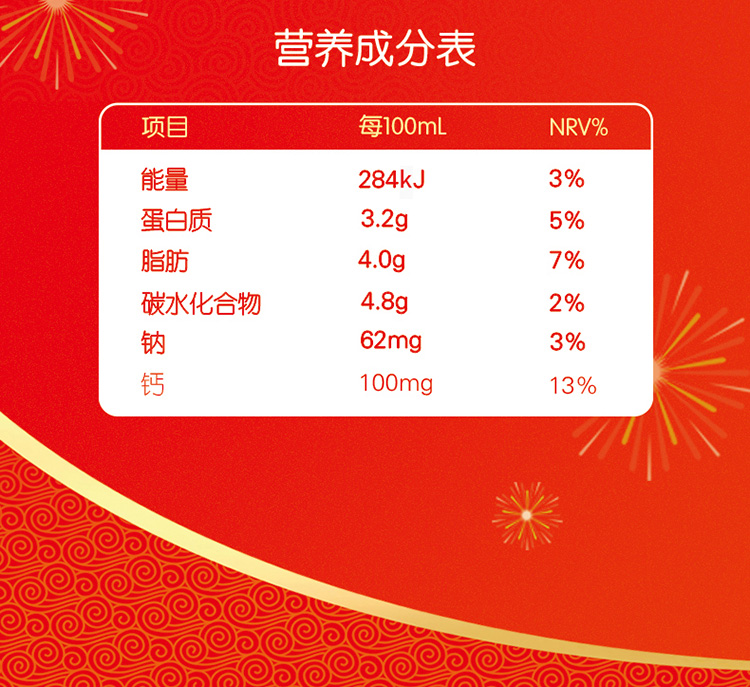 营养成分表
项目 每100mL NRV%
能量 284kJ 3%
蛋白质 3.2g 5%
脂肪 4.0g 7%
碳水化合物 4.8g 2%
钠 62mg 3%
钙 100mg 13%